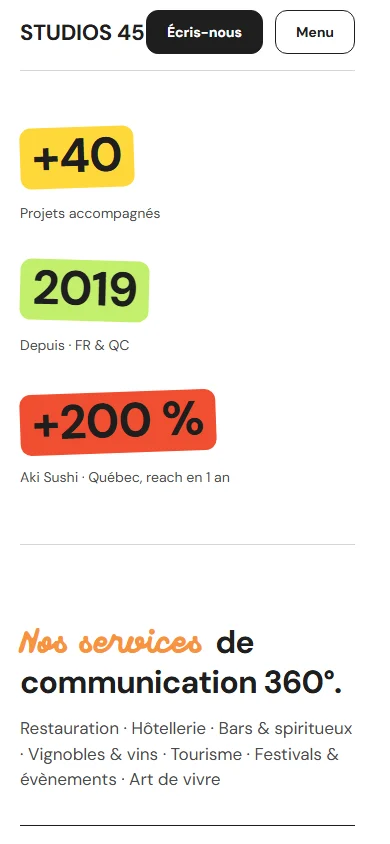 STUDIOS 45 Écris-nous Menu
+40
Projets accompagnés
2019
Depuis · FR & QC
+200 %
Aki Sushi · Québec, reach en 1 an
Nos services de
communication 360°.
Restauration · Hôtellerie · Bars & spiritueux
· Vignobles & vins · Tourisme · Festivals &
évènements · Art de vivre